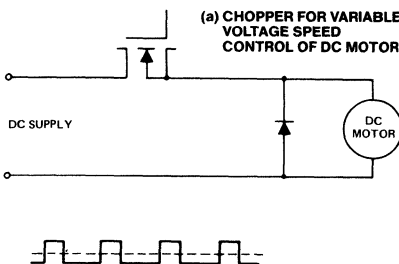 (a) CHOPPER FOR VARIABLE
VOLTAGE SPEED
CONTROL OF DC MOTOR
DC SUPPLY
DC
MOTOR